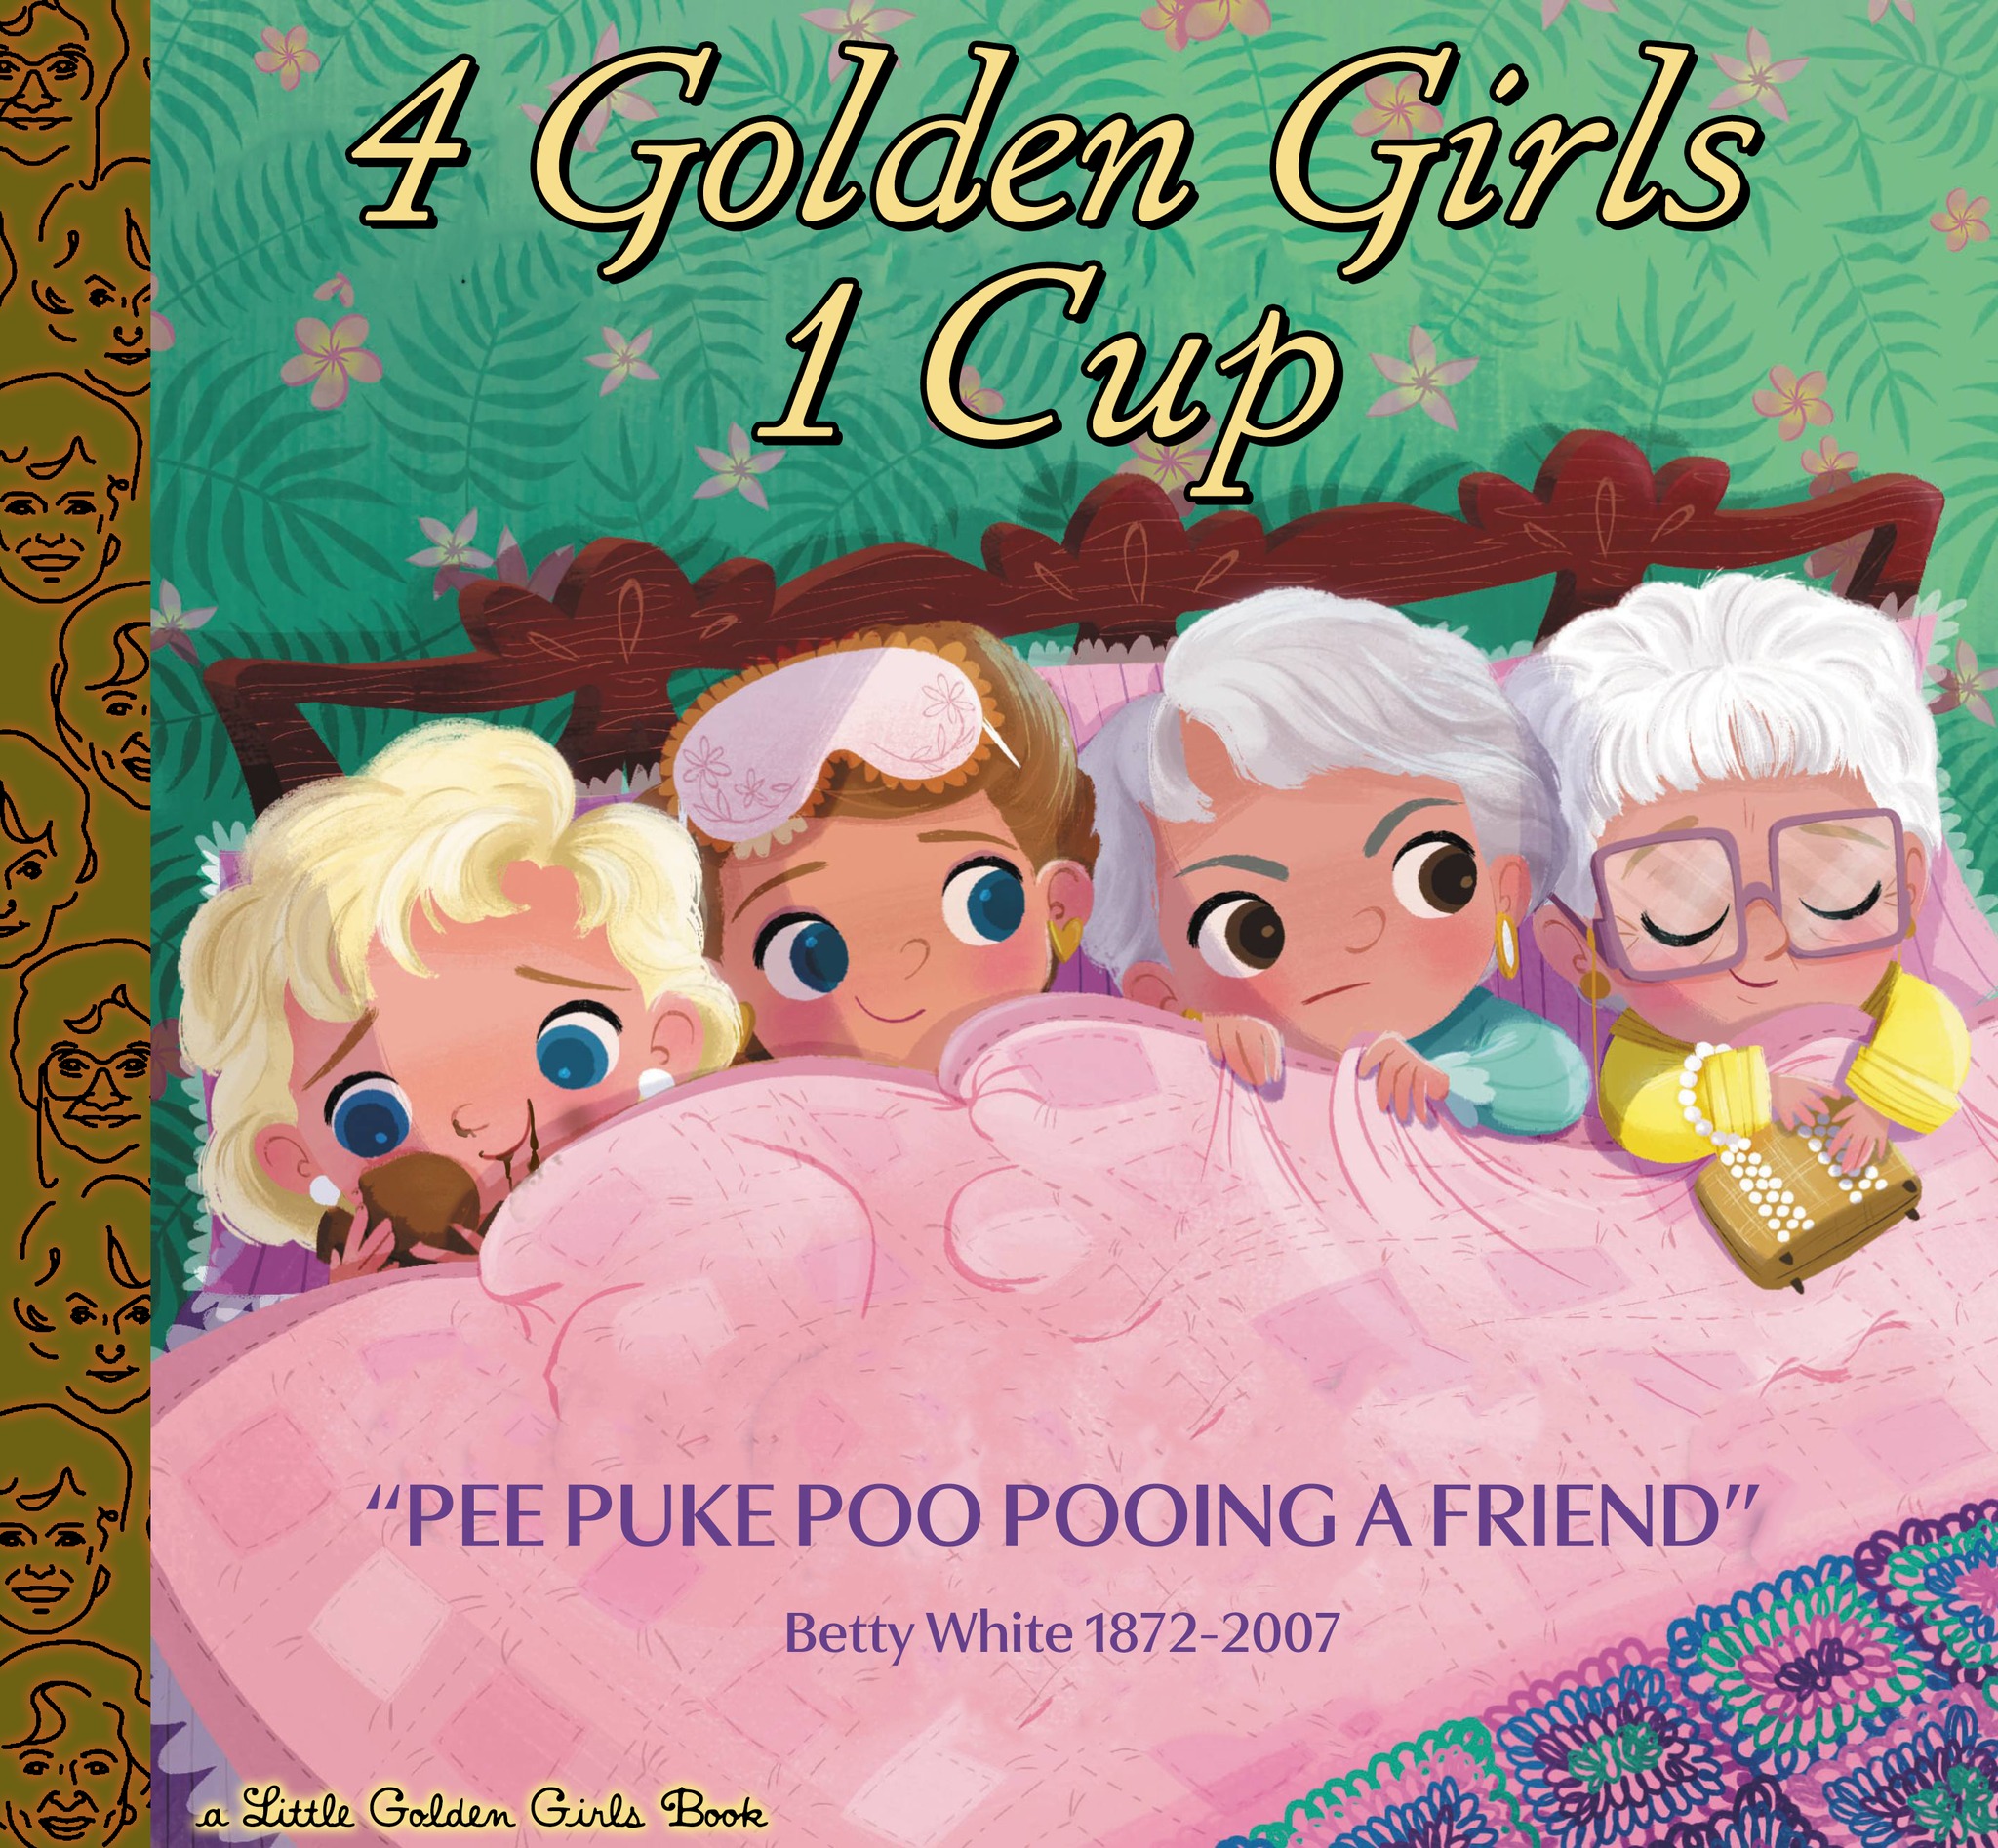 4 Golden Girls
1 Cup
“PEE PUKE POO POOING A FRIEND”
Betty White 1872-2007
a Little Golden Girls Book